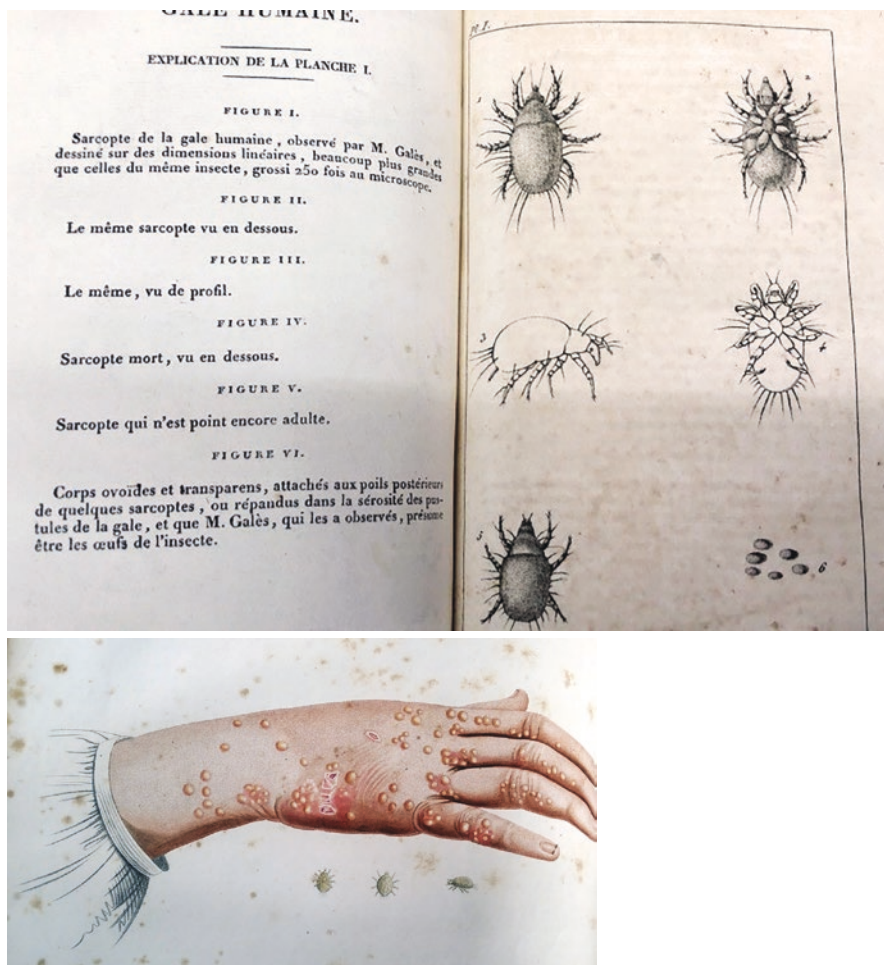 GALE HUMAINE.
EXPLICATION DE LA PLANCHE I.
FIGURE I.
Sarcopte de la gale humaine, observé par M. Galès, et
dessiné sur des dimensions linéaires, beaucoup plus grandes
que celles du même insecte, grossi 250 fois au microscope.
FIGURE II.
Le même sarcopte vu en dessous.
FIGURE III.
Le même, vu de profil.
FIGURE IV.
Sarcopte mort, vu en dessous.
FIGURE V.
Sarcopte qui n'est point encore adulte.
FIGURE VI.
Corps ovoïdes et transparens, attachés aux poils postérieurs
de quelques sarcoptes, ou répandus dans la sérosité des pus-
tules de la gale, et que M. Galès, qui les a observés, présume
être les œufs de l'insecte.
pl. I.
1
2
3
4
5
6